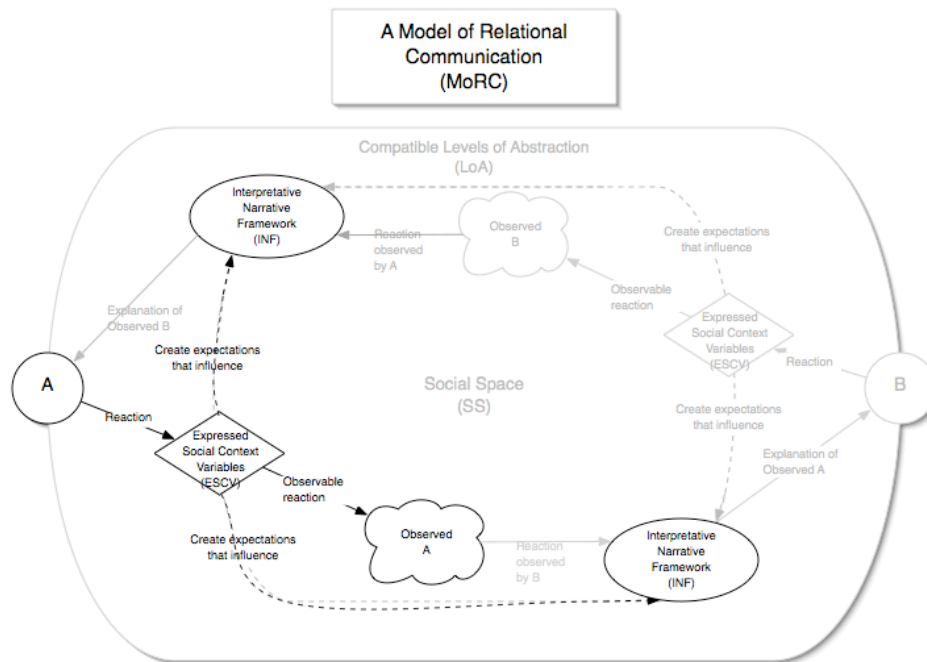 A Model of Relational
Communication
(MoRC)
Compatible Levels of Abstraction
(LoA)
Interpretative
Narrative
Framework
(INF)
Reaction
observed
by A
Observed
B
Create expectations
that influence
Observable
reaction
Explanation of
Observed B
Expressed
Social Context
Variables
(ESCV)
Create expectations
that influence
Reaction
A
B
Social Space
(SS)
Create expectations
that influence
Reaction
Expressed
Social Context
Variables
(ESCV)
Observable
reaction
Explanation of
Observed A
Create expectations
that influence
Observed
A
Reaction
observed
by B
Interpretative
Narrative
Framework
(INF)